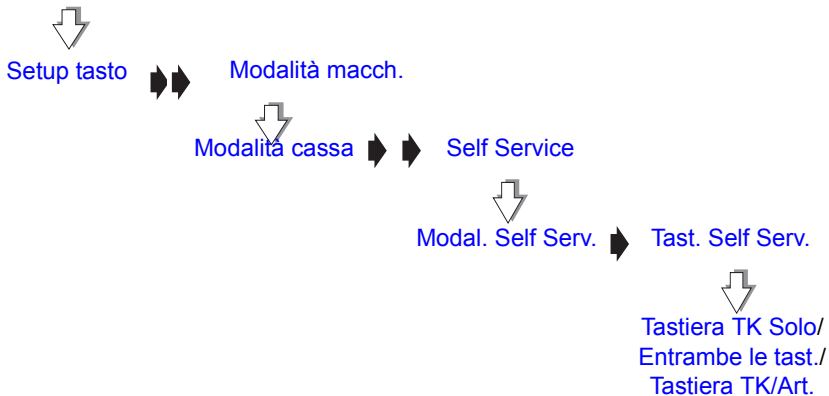 Setup tasto Modalità macch.
Modalità cassa Self Service
Modal. Self Serv. Tast. Self Serv.
Tastiera TK Solo/
Entrambe le tast./
Tastiera TK/Art.